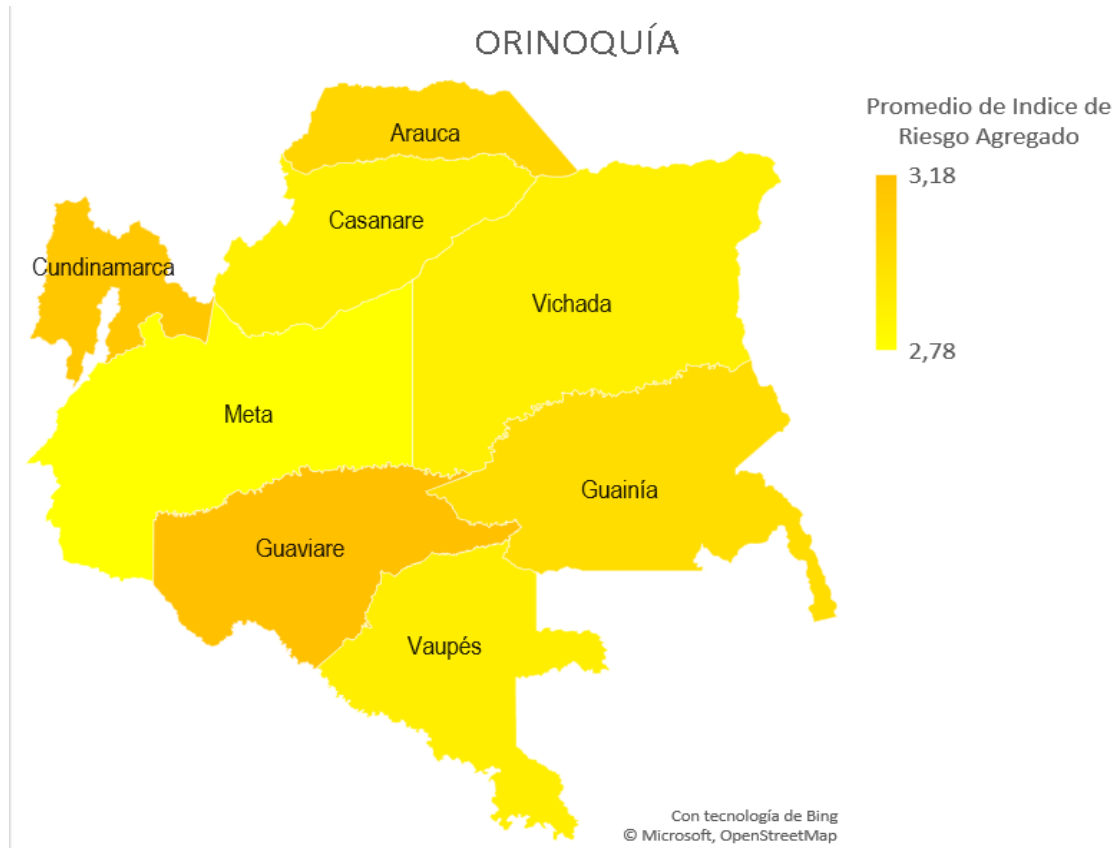 ORINOQUÍA
Promedio de Indice de
Riesgo Agregado
3,18
2,78
Arauca
Casanare
Cundinamarca
Vichada
Meta
Guainía
Guaviare
Vaupés
Con tecnología de Bing
© Microsoft, OpenStreetMap